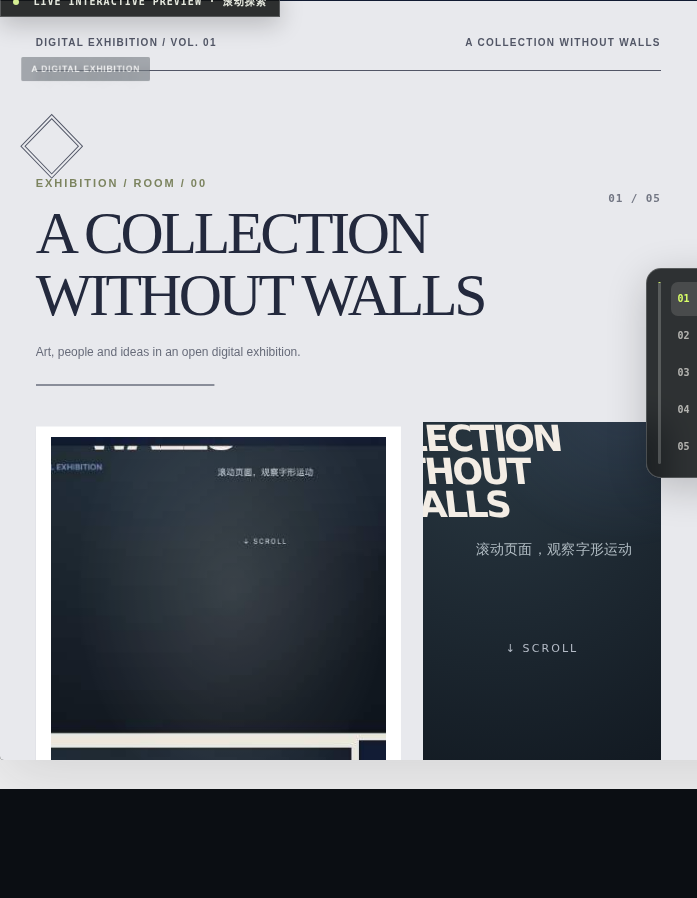 LIVE INTERACTIVE PREVIEW · 滚动探索
DIGITAL EXHIBITION / VOL. 01
A COLLECTION WITHOUT WALLS
A DIGITAL EXHIBITION
EXHIBITION / ROOM / 00
01 / 05
A COLLECTION
WITHOUT WALLS
Art, people and ideas in an open digital exhibition.
01
02
03
04
05
WALLS
L EXHIBITION
滚动页面，观察字形运动
↓ SCROLL
LECTION
THOUT
ALLS
滚动页面，观察字形运动
↓ SCROLL